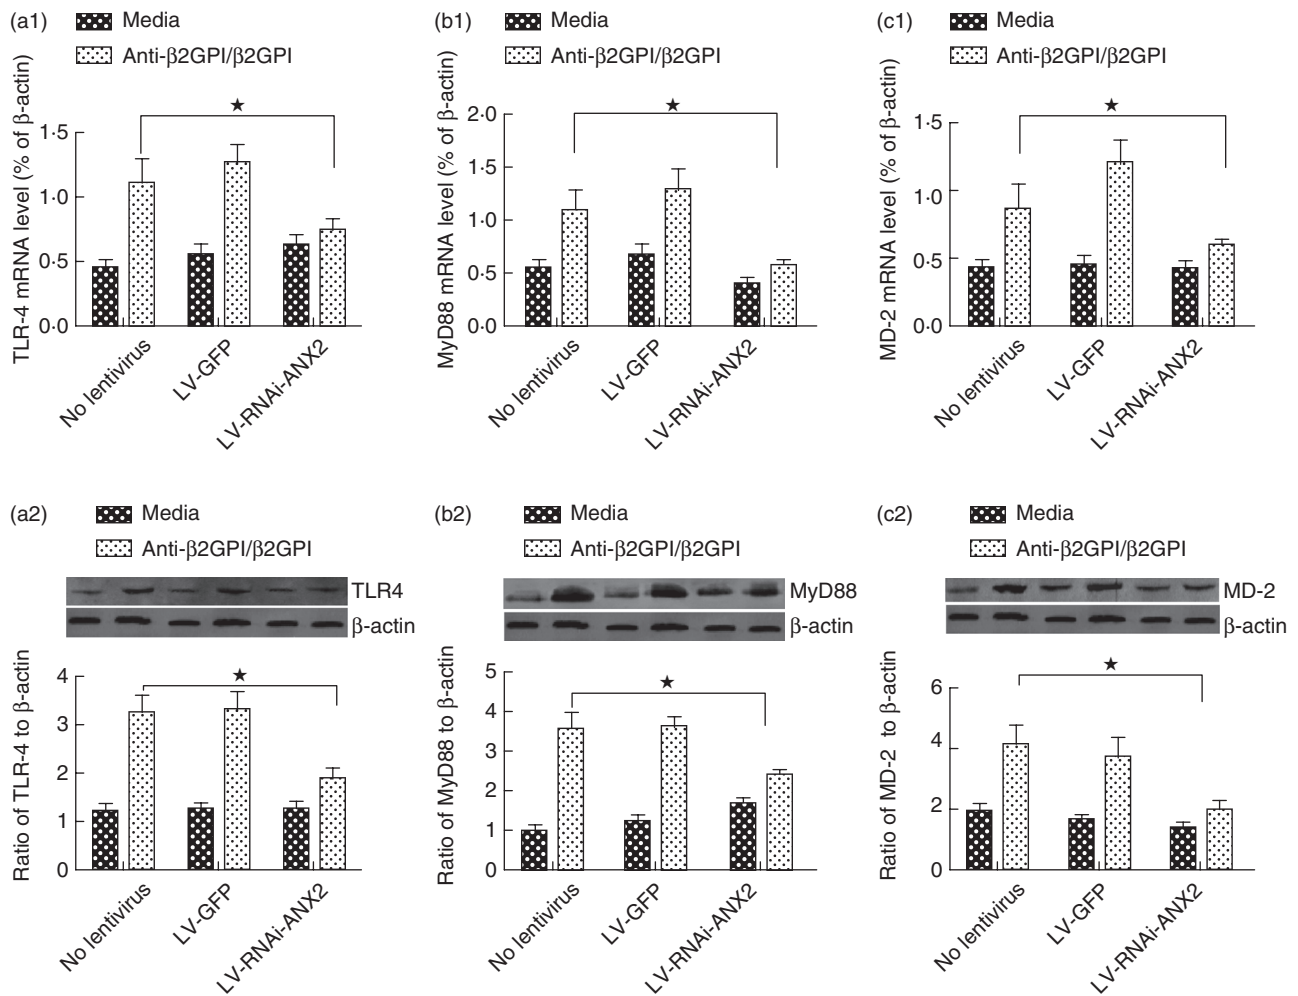 (a1)
Media
Anti-β2GPI/β2GPI
TLR-4 mRNA level (% of β-actin)
★
1·5
1·0
0·5
0·0
No lentivirus
LV-GFP
LV-RNAi-ANX2
(b1)
Media
Anti-β2GPI/β2GPI
MyD88 mRNA level (% of β-actin)
★
2·0
1·5
1·0
0·5
0·0
No lentivirus
LV-GFP
LV-RNAi-ANX2
(c1)
Media
Anti-β2GPI/β2GPI
MD-2 mRNA level (% of β-actin)
★
1·5
1·0
0·5
0·0
No lentivirus
LV-GFP
LV-RNAi-ANX2
(a2)
Media
Anti-β2GPI/β2GPI
TLR4
β-actin
Ratio of TLR-4 to β-actin
★
4
3
2
1
0
No lentivirus
LV-GFP
LV-RNAi-ANX2
(b2)
Media
Anti-β2GPI/β2GPI
MyD88
β-actin
Ratio of MyD88 to β-actin
★
5
4
3
2
1
0
No lentivirus
LV-GFP
LV-RNAi-ANX2
(c2)
Media
Anti-β2GPI/β2GPI
MD-2
β-actin
Ratio of MD-2 to β-actin
★
6
4
2
0
No lentivirus
LV-GFP
LV-RNAi-ANX2